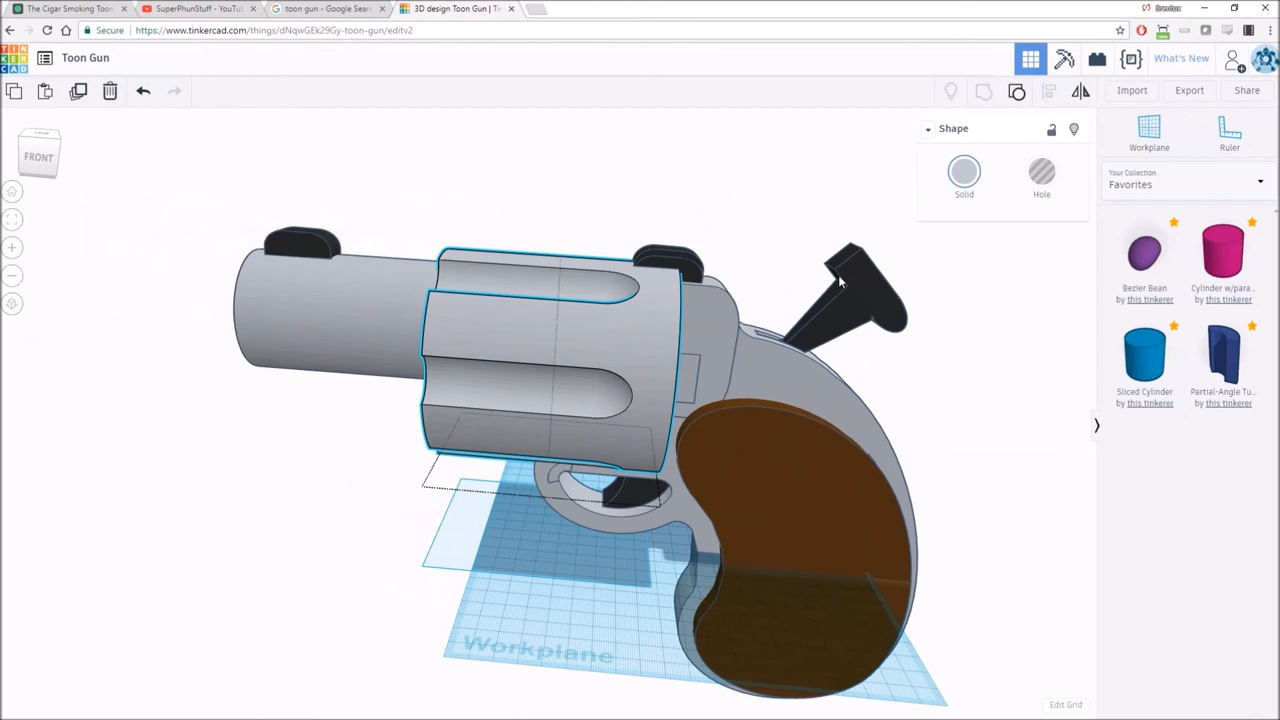 The Cigar Smoking Toon
SuperPhunStuff - YouTu
toon gun - Google Searc
3D design Toon Gun | Tin
Brentox
Secure
https://www.tinkercad.com/things/dNqwGEk29Gy-toon-gun/editv2
TIN
KER
CAD
Toon Gun
What's New
Import
Export
Share
FRONT
Shape
Solid
Hole
Workplane
Ruler
Your Collection
Favorites
Bezier Bean
by this tinkerer
Cylinder w/para...
by this tinkerer
Sliced Cylinder
by this tinkerer
Partial-Angle Tu...
by this tinkerer
Workplane
Edit Grid